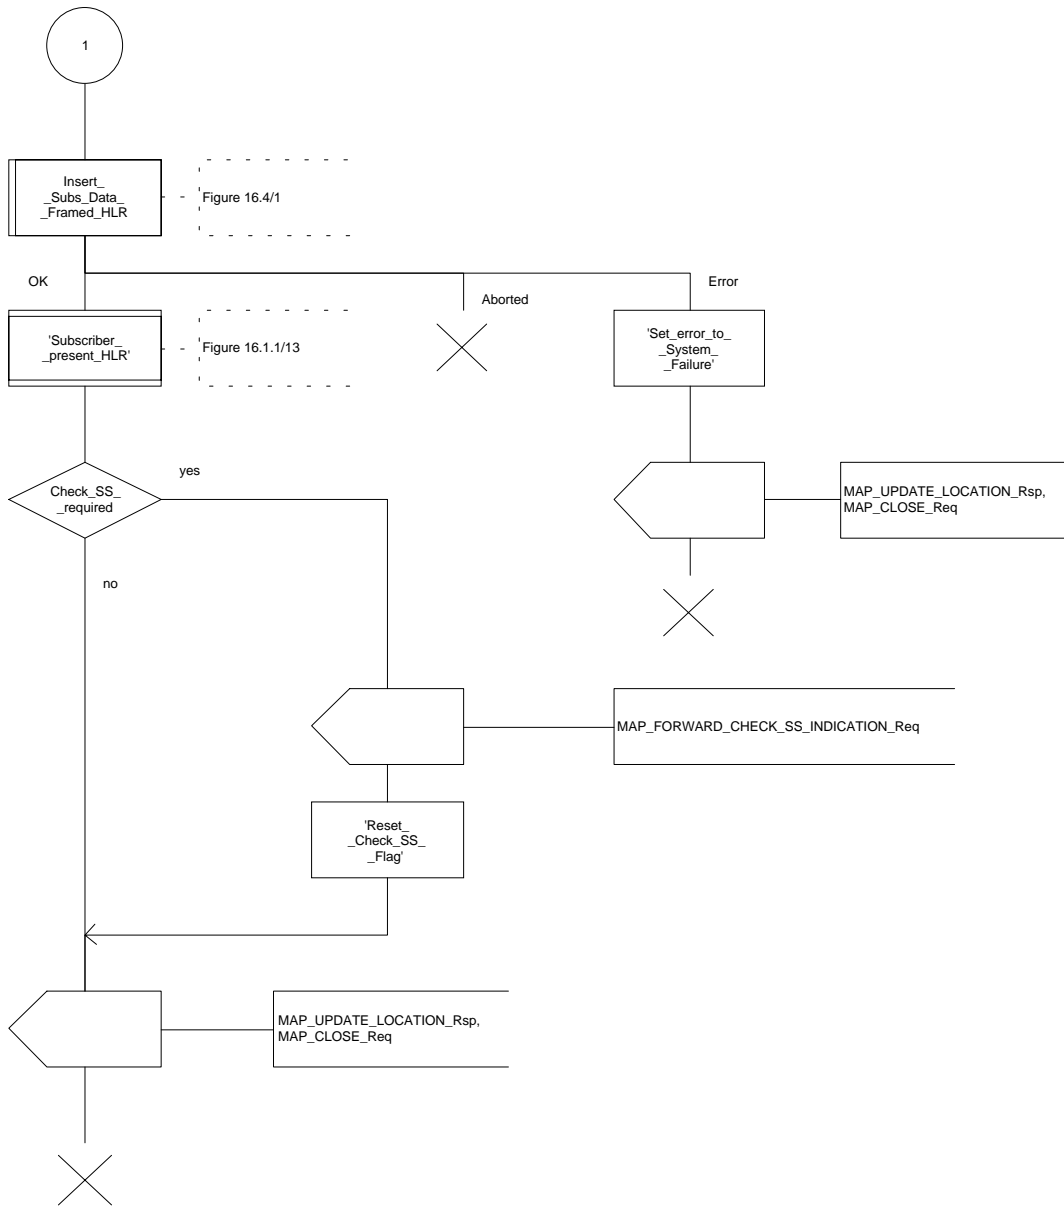 1
Insert_
_Subs_Data_
_Framed_HLR
Figure 16.4/1
OK
Aborted
Error
'Subscriber_
_present_HLR'
Figure 16.1.1/13
'Set_error_to_
_System_
_Failure'
Check_SS_
_required
yes
MAP_UPDATE_LOCATION_Rsp,
MAP_CLOSE_Req
no
MAP_FORWARD_CHECK_SS_INDICATION_Req
'Reset_
_Check_SS_
_Flag'
MAP_UPDATE_LOCATION_Rsp,
MAP_CLOSE_Req